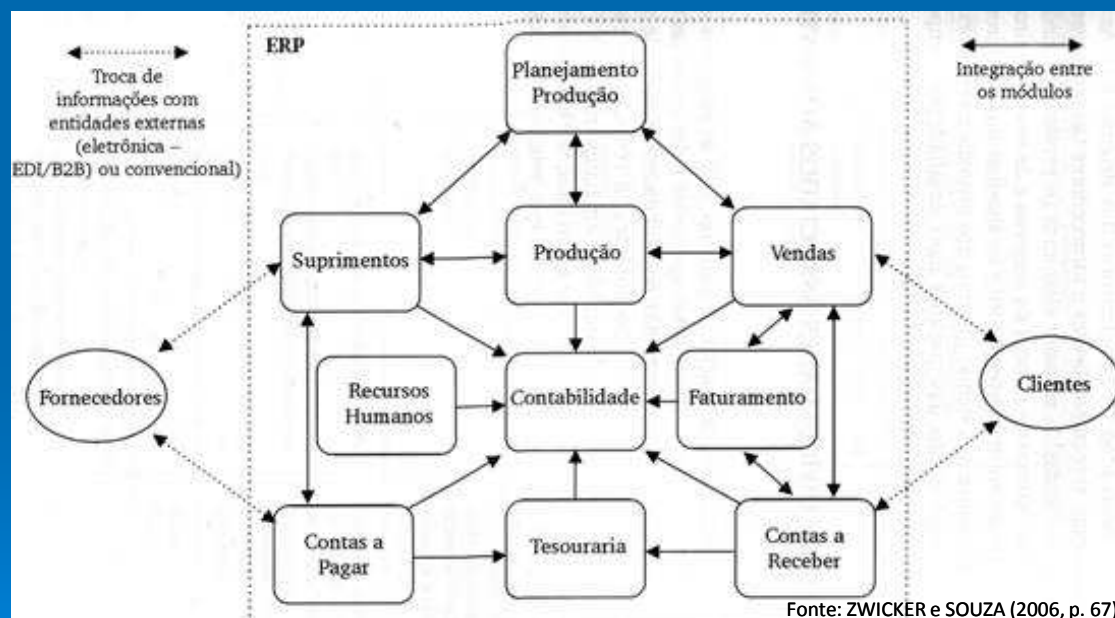 ERP
Troca de
informações com
entidades externas
(eletrônica –
EDI/B2B) ou convencional)
Planejamento
Produção
Integração entre
os módulos
Suprimentos
Produção
Vendas
Fornecedores
Recursos
Humanos
Contabilidade
Faturamento
Clientes
Contas a
Pagar
Tesouraria
Contas a
Receber
Fonte: ZWICKER e SOUZA (2006, p. 67)